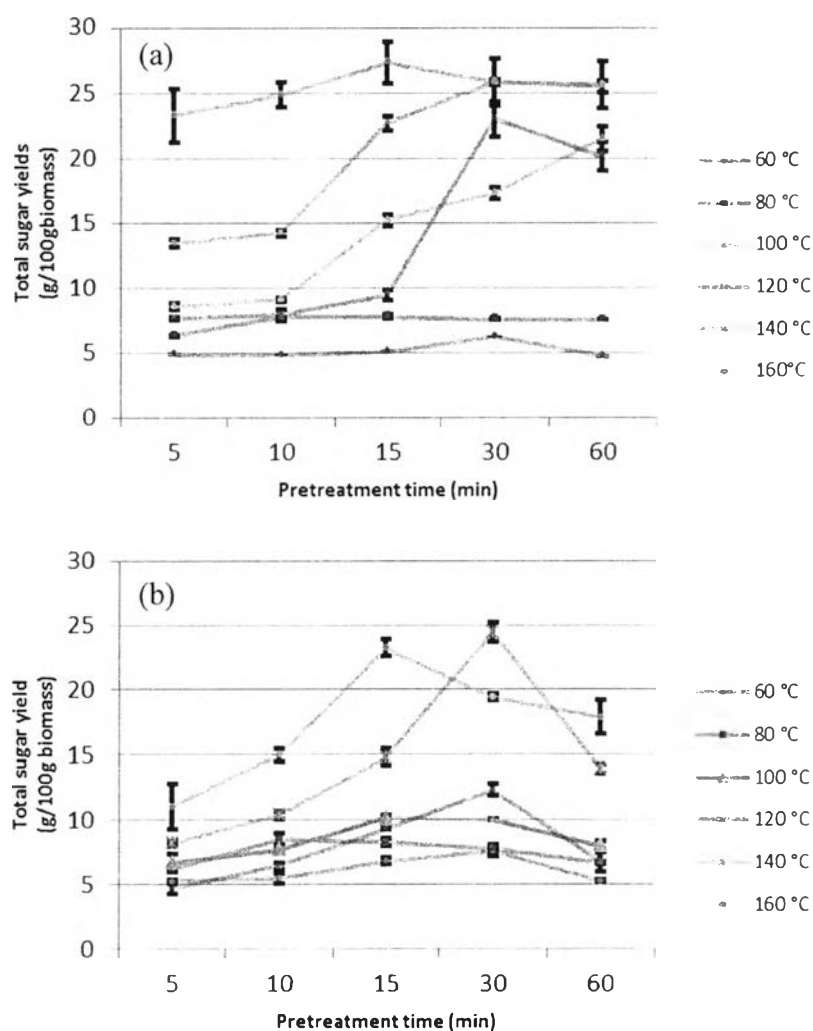 (a)
Total sugar yields
(g/100gbiomass)
30
25
20
15
10
5
0
5 10 15 30 60
Pretreatment time (min)
60 °C
80 °C
100 °C
120 °C
140 °C
160°C
(b)
Total sugar yield
(g/100g biomass)
30
25
20
15
10
5
0
5 10 15 30 60
Pretreatment time (min)
60 °C
80 °C
100 °C
120 °C
140 °C
160 °C